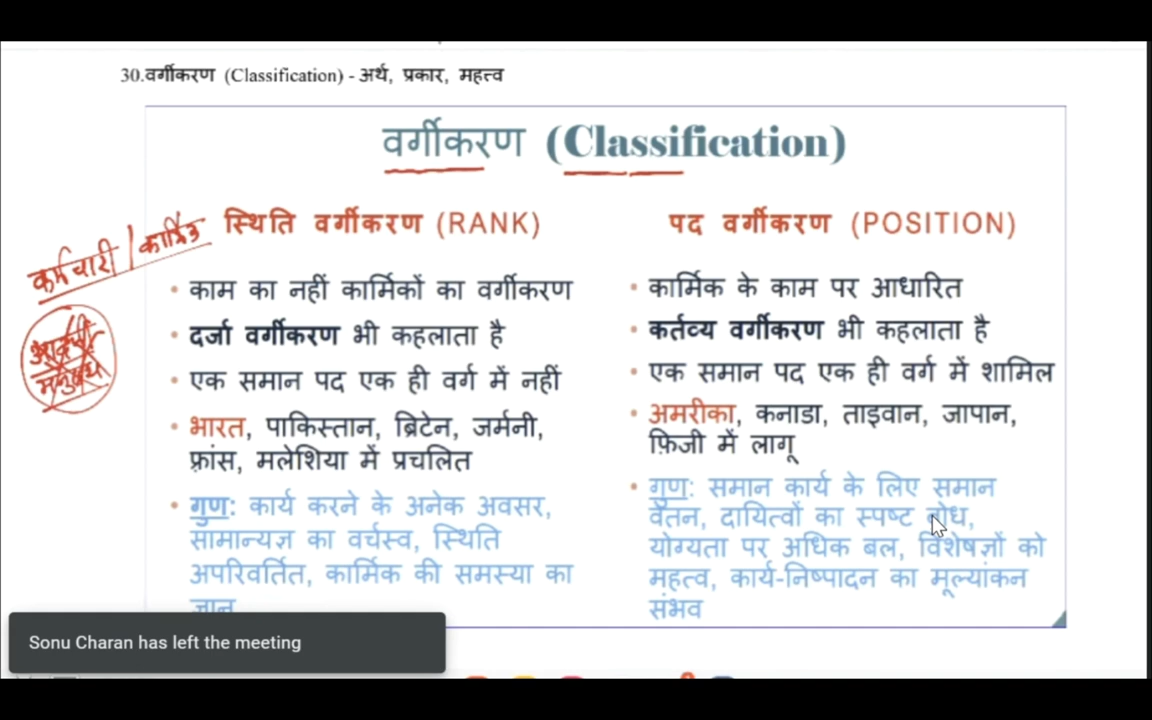 30.वर्गीकरण (Classification) - अर्थ, प्रकार, महत्त्व
वर्गीकरण (Classification)
कर्मचारी / कार्मिक
स्थिति वर्गीकरण (RANK)
• काम का नहीं कार्मिकों का वर्गीकरण
• दर्जा वर्गीकरण भी कहलाता है
• एक समान पद एक ही वर्ग में नहीं
• भारत, पाकिस्तान, ब्रिटेन, जर्मनी,
फ़्रांस, मलेशिया में प्रचलित
• गुण: कार्य करने के अनेक अवसर,
सामान्यज्ञ का वर्चस्व, स्थिति
अपरिवर्तित, कार्मिक की समस्या का
ज्ञान
पद वर्गीकरण (POSITION)
• कार्मिक के काम पर आधारित
• कर्तव्य वर्गीकरण भी कहलाता है
• एक समान पद एक ही वर्ग में शामिल
• अमरीका, कनाडा, ताइवान, जापान,
फ़िजी में लागू
• गुण: समान कार्य के लिए समान
वेतन, दायित्वों का स्पष्ट बोध,
योग्यता पर अधिक बल, विशेषज्ञों को
महत्व, कार्य-निष्पादन का मूल्यांकन
संभव
Sonu Charan has left the meeting